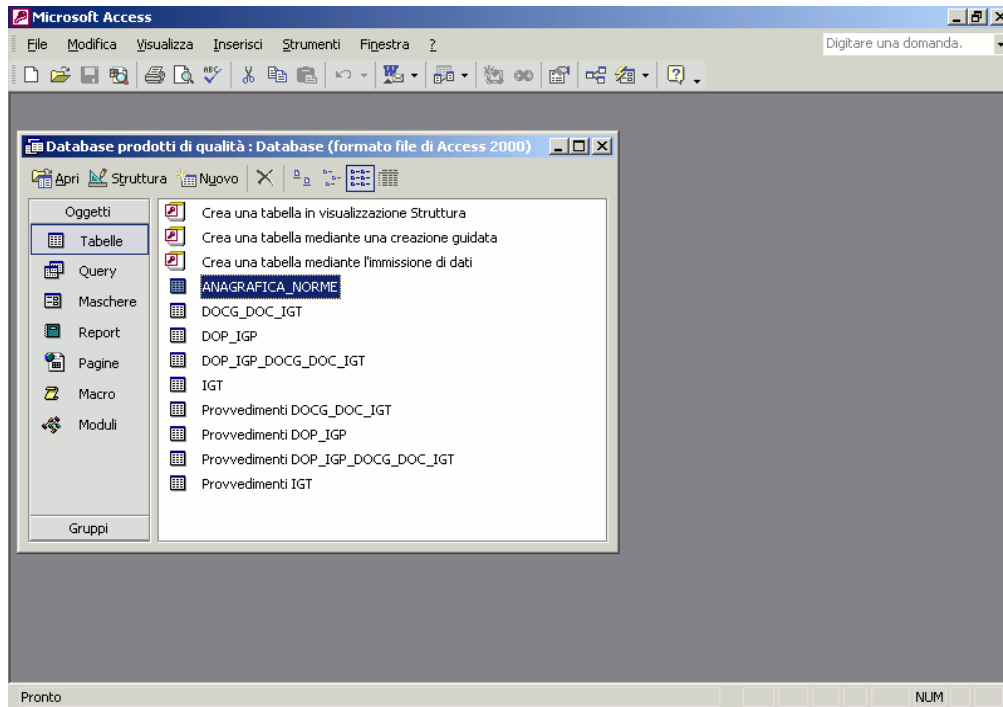 Microsoft Access
File Modifica Visualizza Inserisci Strumenti Finestra ?
Digitare una domanda.
Database prodotti di qualità : Database (formato file di Access 2000)
Apri Struttura Nuovo
Oggetti
Tabelle
Query
Maschere
Report
Pagine
Macro
Moduli
Gruppi
Crea una tabella in visualizzazione Struttura
Crea una tabella mediante una creazione guidata
Crea una tabella mediante l'immissione di dati
ANAGRAFICA_NORME
DOCG_DOC_IGT
DOP_IGP
DOP_IGP_DOCG_DOC_IGT
IGT
Provvedimenti DOCG_DOC_IGT
Provvedimenti DOP_IGP
Provvedimenti DOP_IGP_DOCG_DOC_IGT
Provvedimenti IGT
Pronto
NUM